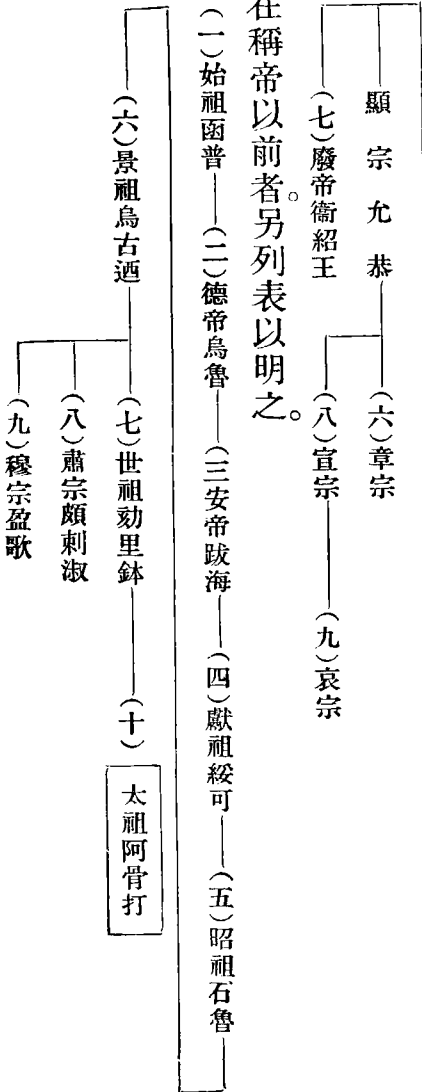 顯宗允恭　(六)章宗
(七)廢帝衞紹王　(八)宣宗　(九)哀宗
在稱帝以前者。另列表以明之。
(一)始祖函普　(二)德帝烏魯　(三安帝跋海　(四)獻祖綏可　(五)昭祖石魯
(六)景祖烏古迺　(七)世祖劾里鉢　(十)太祖阿骨打
(八)肅宗頗剌淑
(九)穆宗盈歌